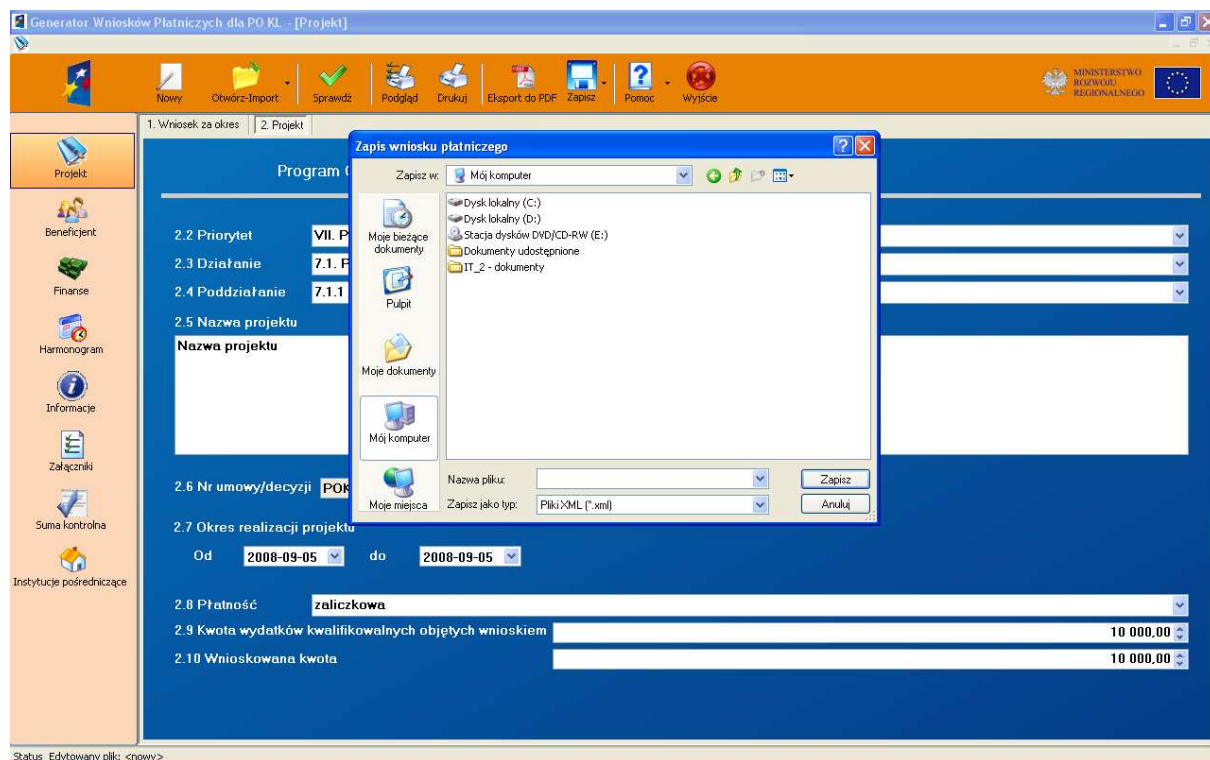 Generator Wniosków Płatniczych dla PO KL - [Projekt]
Nowy
Otwórz-Import
Sprawdź
Podgląd
Drukuj
Eksport do PDF
Zapisz
Pomoc
Wyjście
MINISTERSTWO
ROZWOJU
REGIONALNEGO
1. Wniosek za okres
2. Projekt
Projekt
Beneficjent
Finanse
Harmonogram
Informacje
Załączniki
Suma kontrolna
Instytucje pośredniczące
Program
2.2 Priorytet
VII. P
2.3 Działanie
7.1. P
2.4 Poddziałanie
7.1.1
2.5 Nazwa projektu
Nazwa projektu
2.6 Nr umowy/decyzji
POK
2.7 Okres realizacji projektu
Od 2008-09-05 do 2008-09-05
2.8 Płatność
zaliczkowa
2.9 Kwota wydatków kwalifikowalnych objętych wnioskiem
10 000,00
2.10 Wnioskowana kwota
10 000,00
Zapis wniosku płatniczego
Zapisz w:
Mój komputer
Moje bieżące
dokumenty
Pulpit
Moje dokumenty
Mój komputer
Moje miejsca
Dysk lokalny (C:)
Dysk lokalny (D:)
Stacja dysków DVD/CD-RW (E:)
Dokumenty udostępnione
IT_2 - dokumenty
Nazwa pliku:
Zapisz
Zapisz jako typ:
Pliki XML (*.xml)
Anuluj
Status Edytowany plik: <nowy>